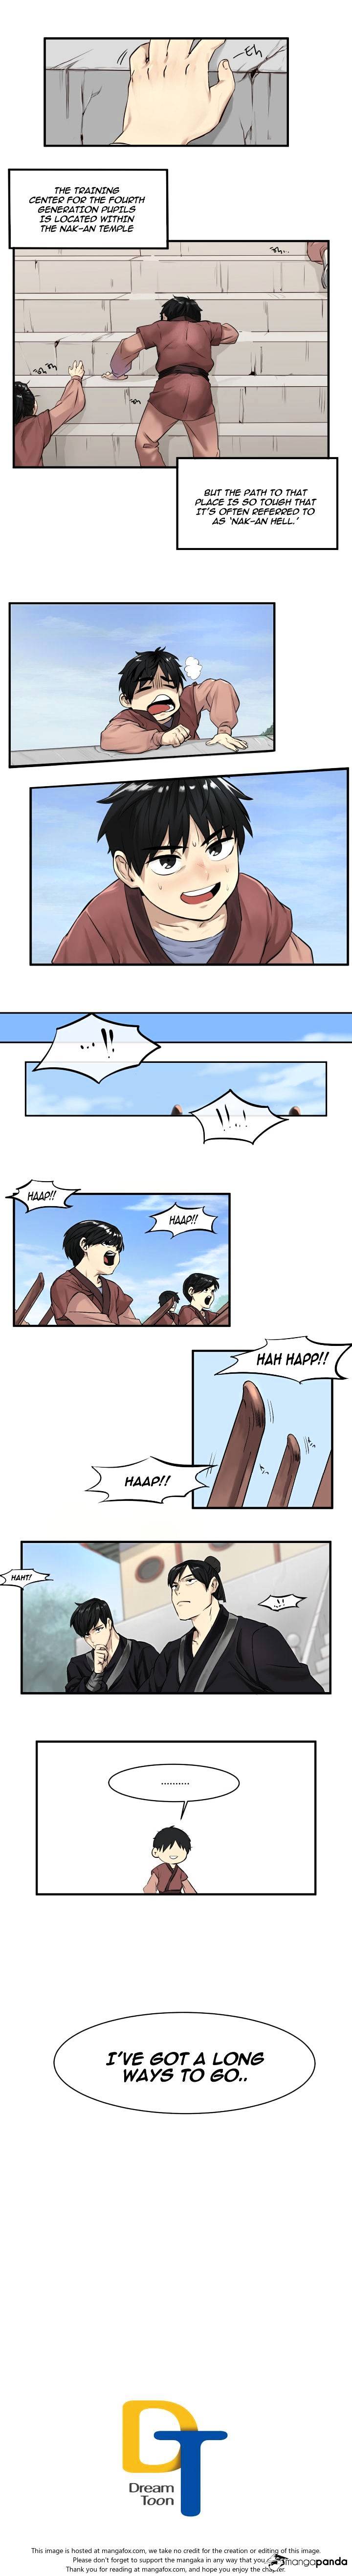 Eh
THE TRAINING
CENTER FOR THE FOURTH
GENERATION PUPILS
IS LOCATED WITHIN
THE NAK-AN TEMPLE
BUT THE PATH TO THAT
PLACE IS SO TOUGH THAT
IT'S OFTEN REFERRED TO
AS 'NAK-AN HELL.'
...!!
!!...
HAAP!!
HAAP!!
HAH HAPP!!
HAAP!!
HAHT!
..........
I'VE GOT A LONG
WAYS TO GO..
DT
Dream
Toon
This image is hosted at mangafox.com, we take no credit for the creation or editing of this image.
Please don't forget to support the mangaka in any way that you
Thank you for reading at mangafox.com, and hope you enjoy the
mangapanda